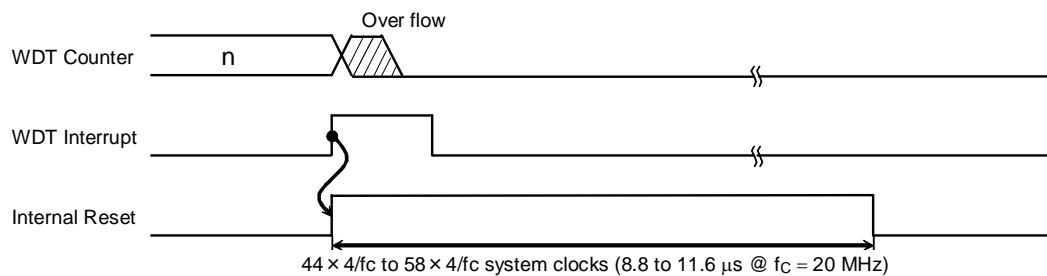 Over flow
WDT Counter
n
WDT Interrupt
Internal Reset
44 × 4/fc to 58 × 4/fc system clocks (8.8 to 11.6 μs @ fC = 20 MHz)